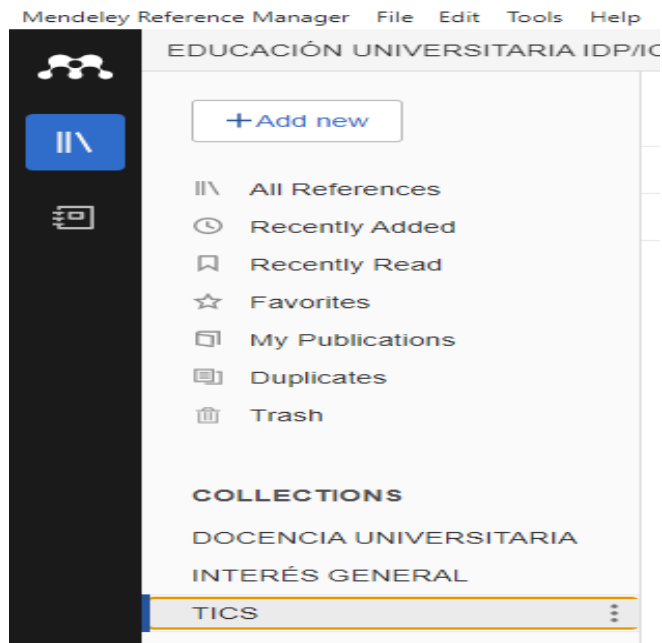 Mendeley Reference Manager File Edit Tools Help
EDUCACIÓN UNIVERSITARIA IDP/IC
+Add new
All References
Recently Added
Recently Read
Favorites
My Publications
Duplicates
Trash
COLLECTIONS
DOCENCIA UNIVERSITARIA
INTERÉS GENERAL
TICS